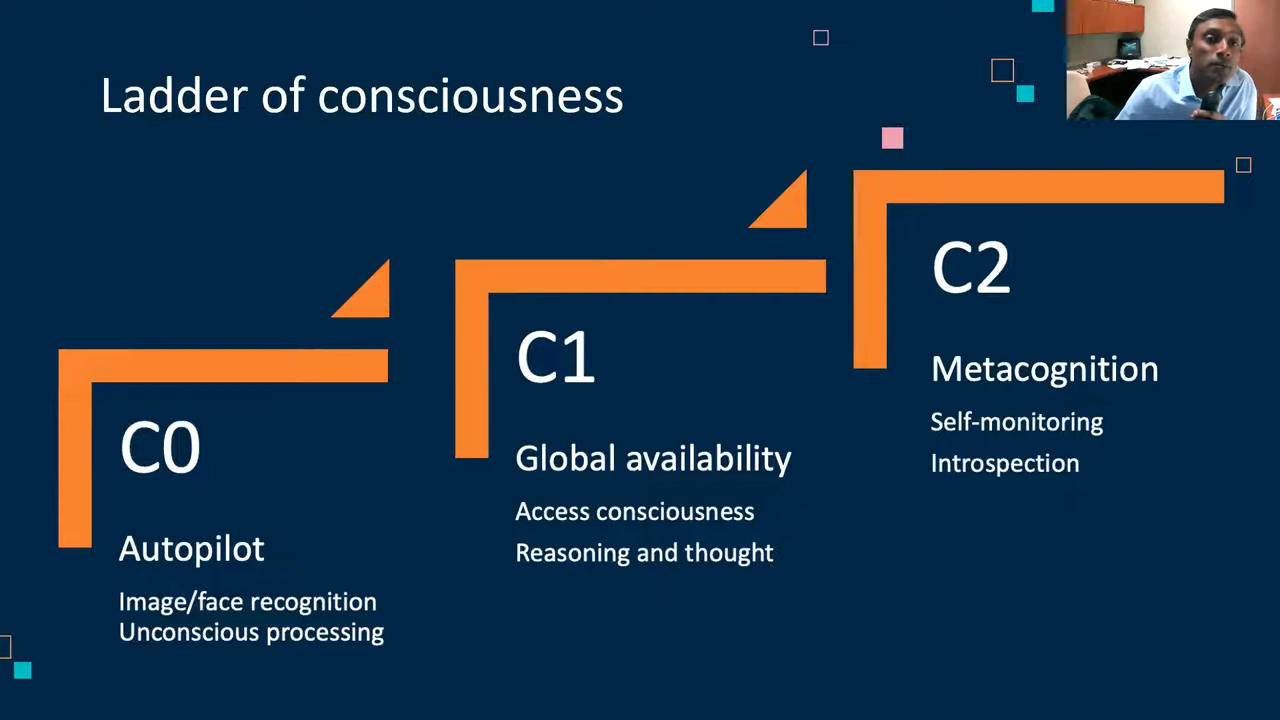 Ladder of consciousness
C0
Autopilot
Image/face recognition
Unconscious processing
C1
Global availability
Access consciousness
Reasoning and thought
C2
Metacognition
Self-monitoring
Introspection